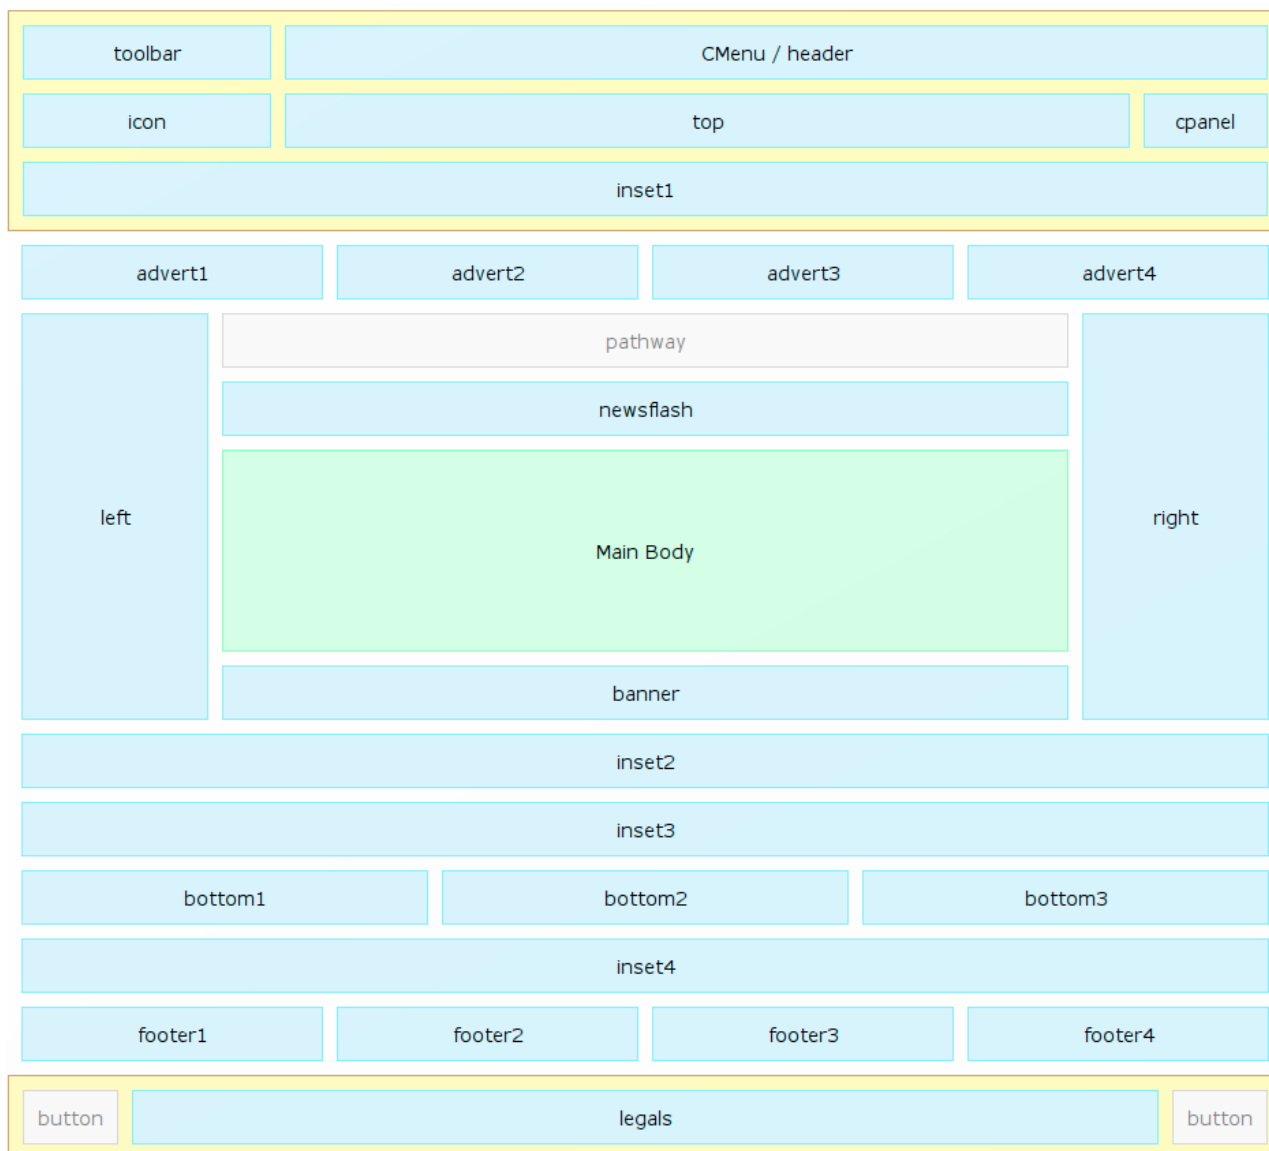 toolbar
CMenu / header
icon
top
cpanel
inset1
advert1
advert2
advert3
advert4
pathway
newsflash
left
Main Body
right
banner
inset2
inset3
bottom1
bottom2
bottom3
inset4
footer1
footer2
footer3
footer4
button
legals
button